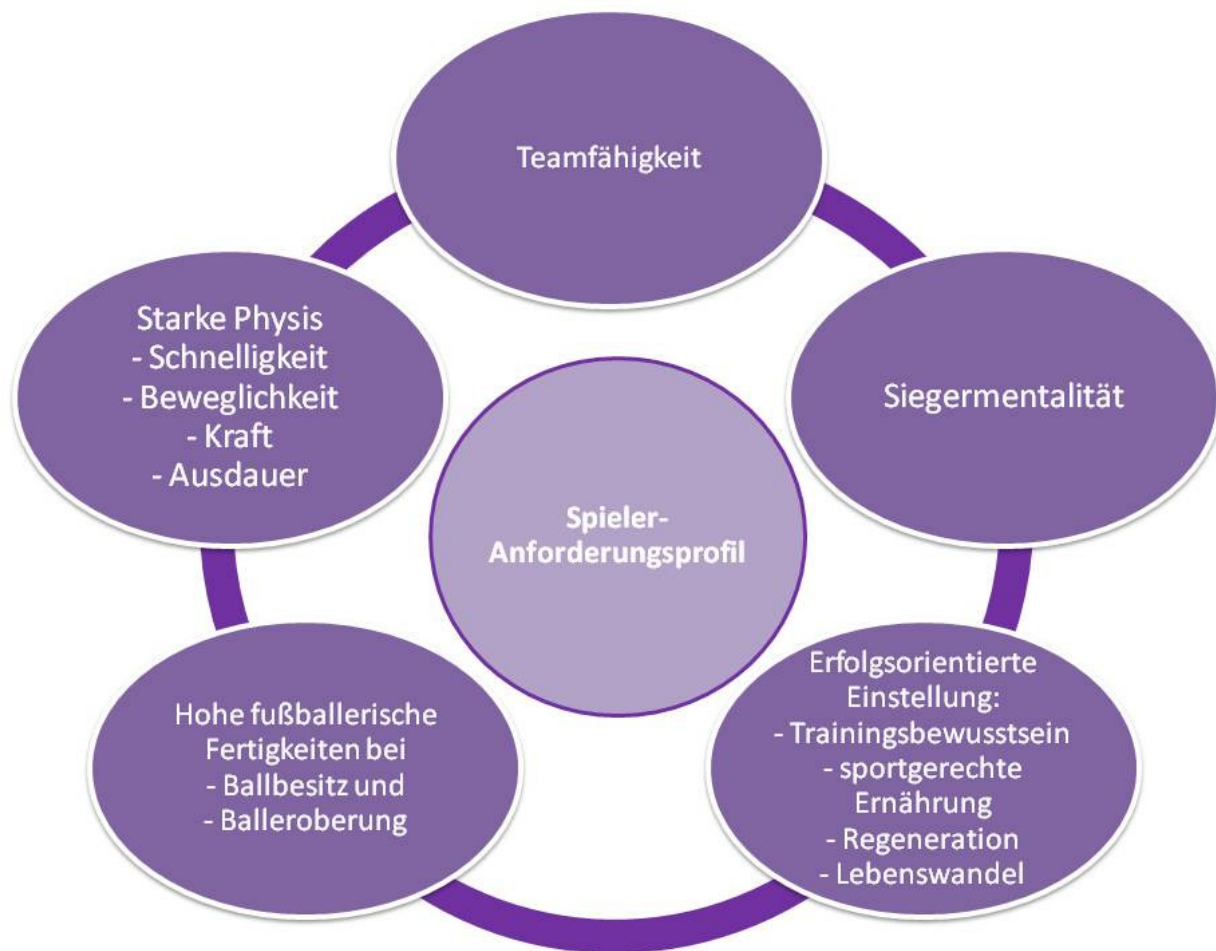 Teamfähigkeit
Siegermentalität
Starke Physis
- Schnelligkeit
- Beweglichkeit
- Kraft
- Ausdauer
Spieler-
Anforderungsprofil
Erfolgsorientierte
Einstellung:
- Trainingsbewusstsein
- sportgerechte
Ernährung
- Regeneration
- Lebenswandel
Hohe fußballerische
Fertigkeiten bei
- Ballbesitz und
- Balleroberung